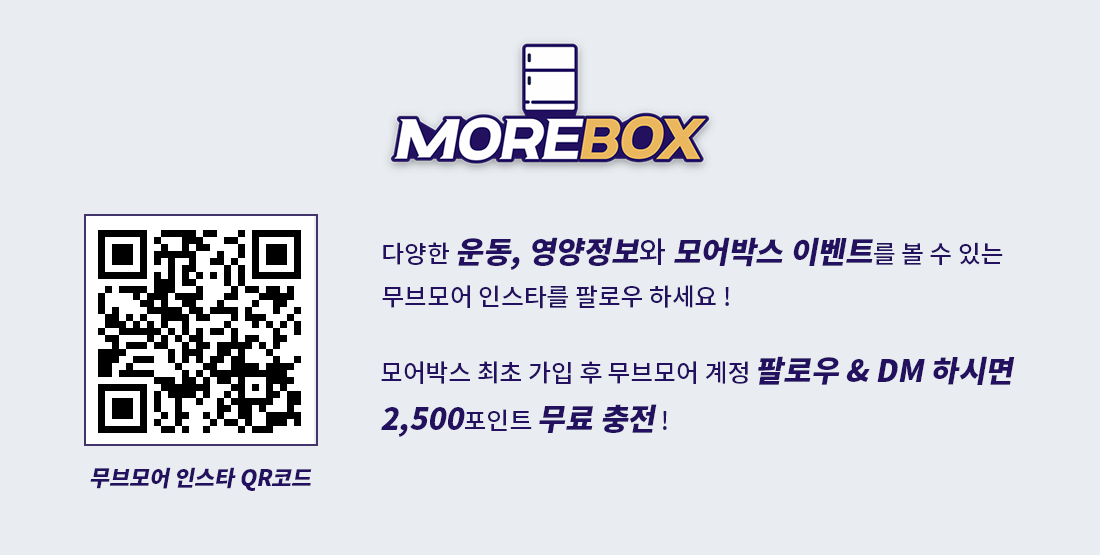 MOREBOX
다양한 운동, 영양정보와 모어박스 이벤트를 볼 수 있는
무브모어 인스타를 팔로우 하세요 !
모어박스 최초 가입 후 무브모어 계정 팔로우 & DM 하시면
2,500포인트 무료 충전 !
무브모어 인스타 QR코드